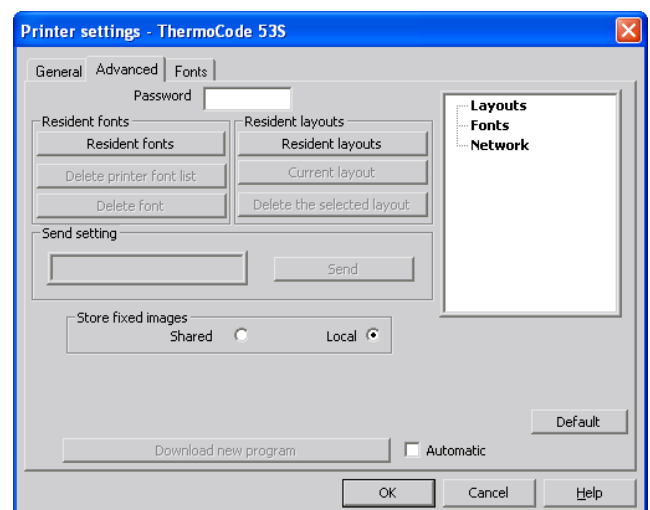 Printer settings - ThermoCode 53S
General Advanced Fonts
Password
Resident fonts
Resident fonts
Delete printer font list
Delete font
Resident layouts
Resident layouts
Current layout
Delete the selected layout
Layouts
Fonts
Network
Send setting
Send
Store fixed images
Shared Local
Default
Download new program Automatic
OK Cancel Help